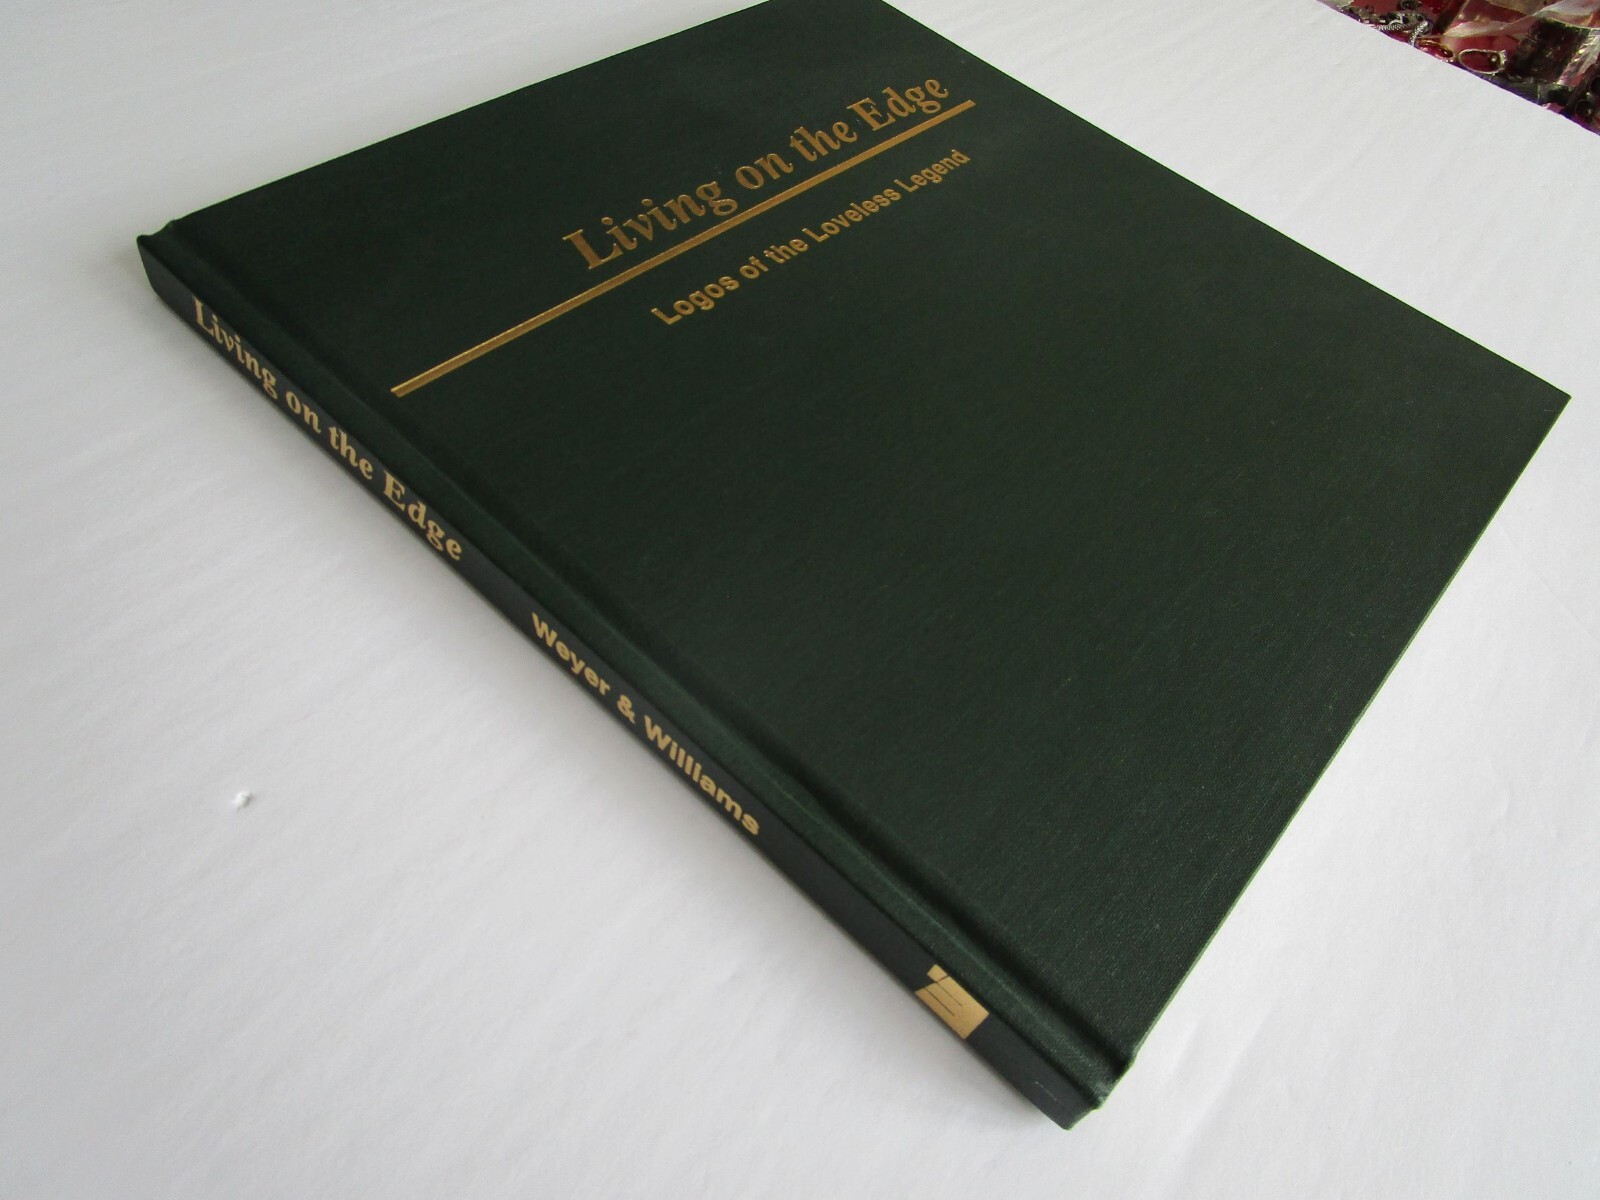 Living on the Edge
Logos of the Loveless Legend
Living on the Edge
Weyer & Williams